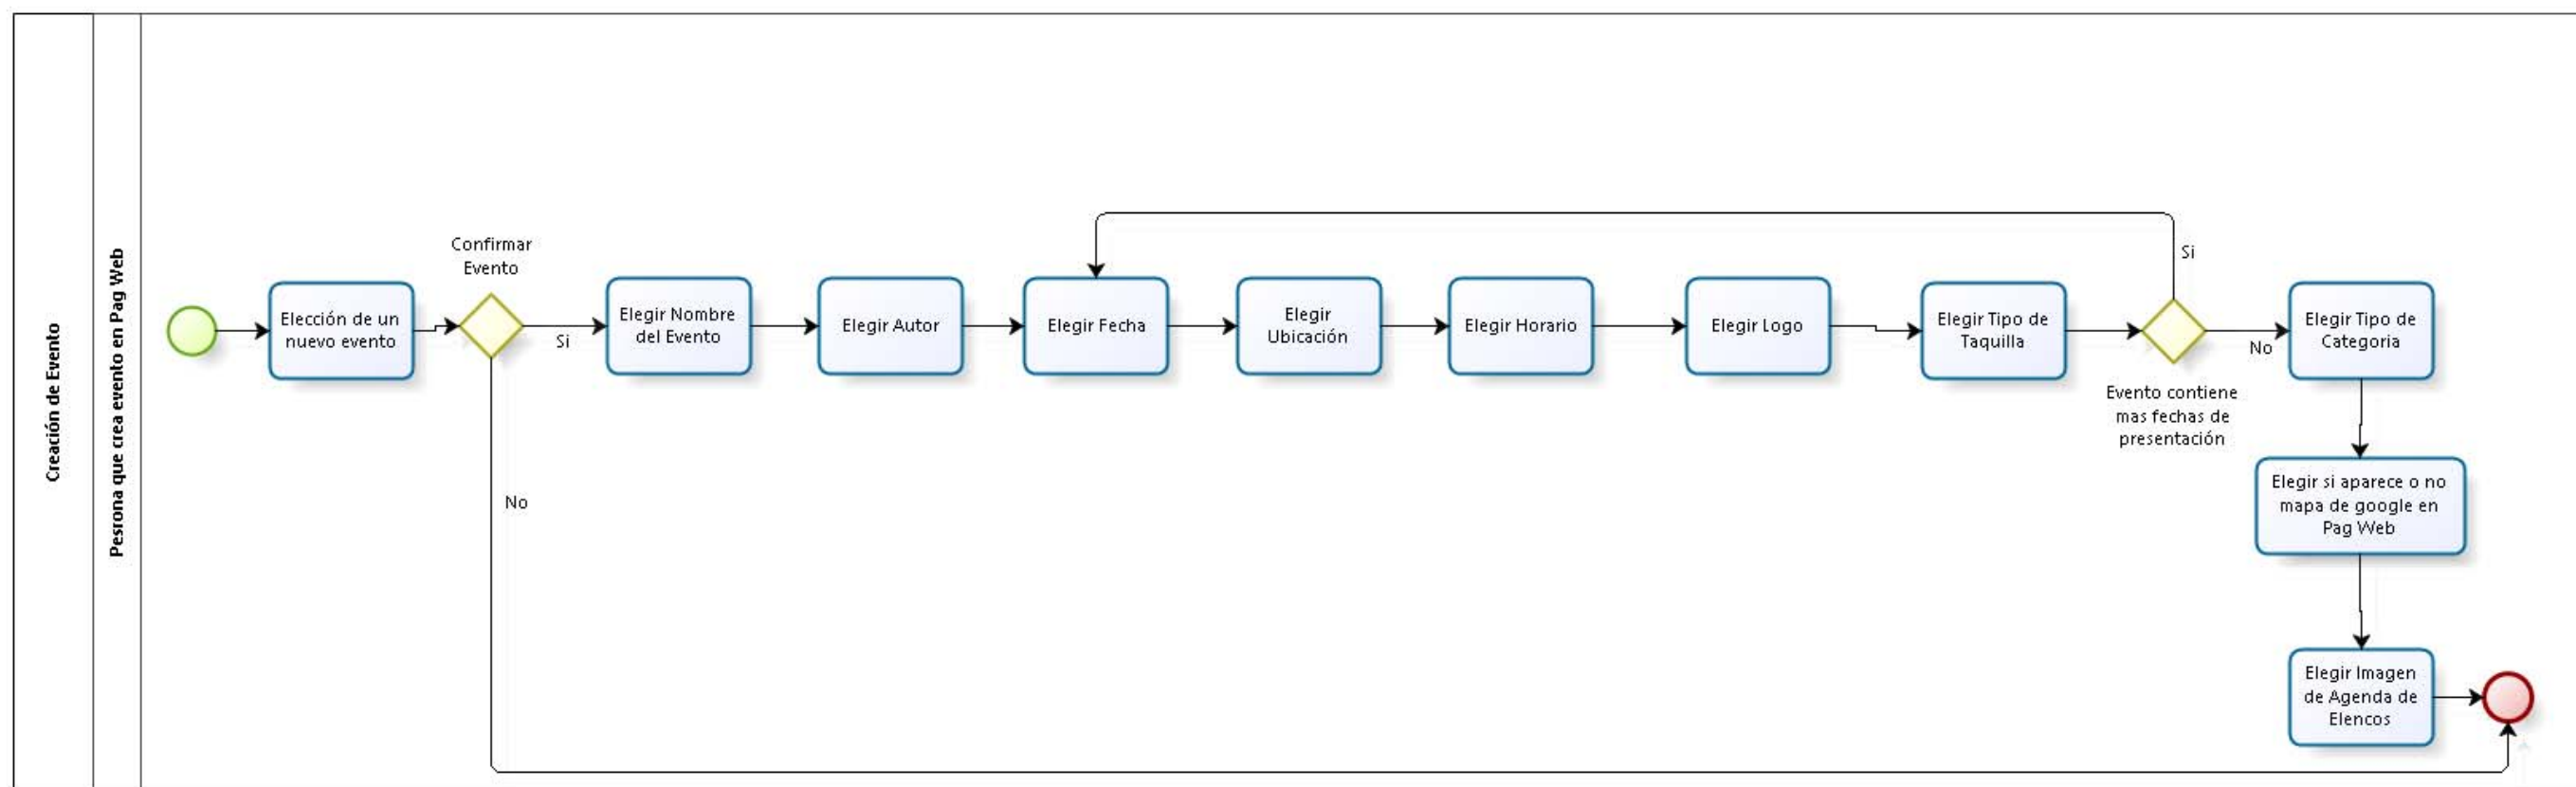 Creación de Evento
Pesrona que crea evento en Pag Web
Elección de un
nuevo evento
Confirmar
Evento
Si
No
Elegir Nombre
del Evento
Elegir Autor
Elegir Fecha
Elegir
Ubicación
Elegir Horario
Elegir Logo
Elegir Tipo de
Taquilla
Evento contiene
mas fechas de
presentación
Si
No
Elegir Tipo de
Categoria
Elegir si aparece o no
mapa de google en
Pag Web
Elegir Imagen
de Agenda de
Elencos